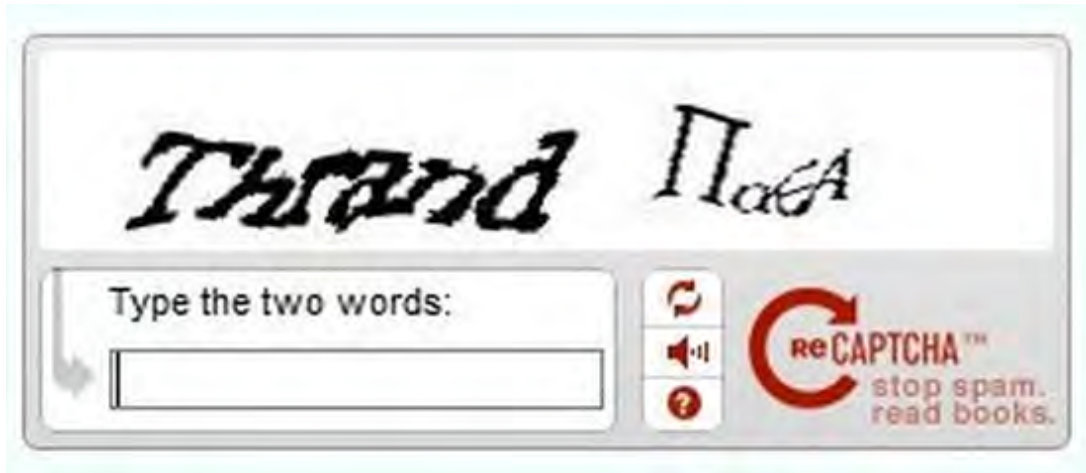 Thrand
Type the two words:
ReCAPTCHA™
stop spam.
read books.